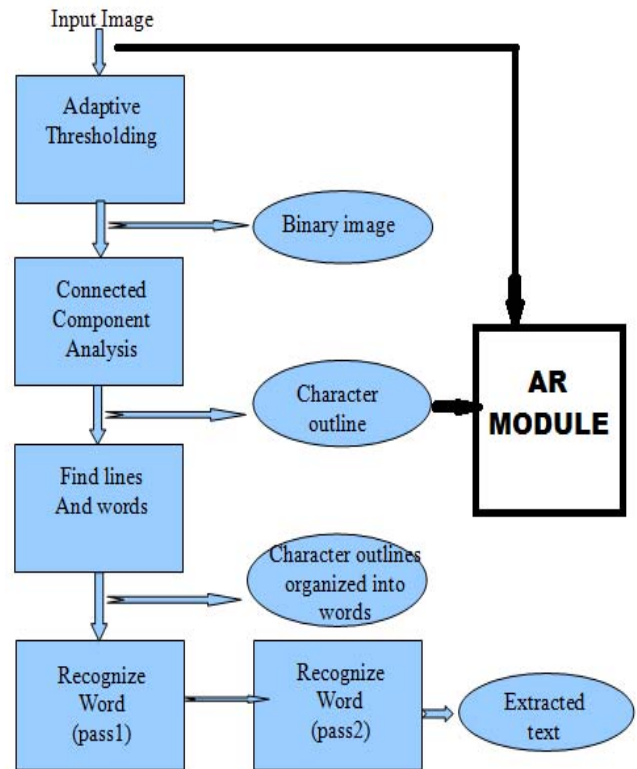 Input Image
Adaptive
Thresholding
Binary image
Connected
Component
Analysis
Character
outline
AR
MODULE
Find lines
And words
Character outlines
organized into
words
Recognize
Word
(pass1)
Recognize
Word
(pass2)
Extracted
text